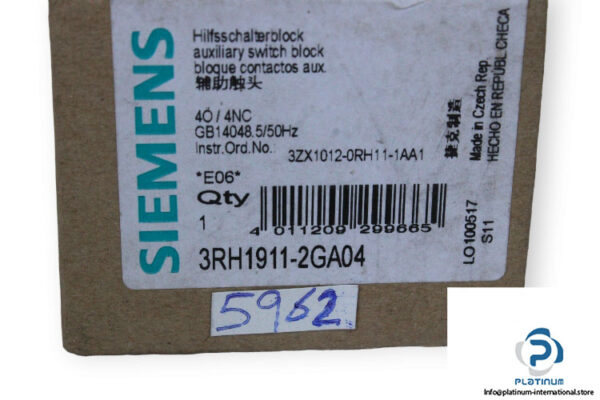 SIEMENS
Hilfsschalterblock
auxiliary switch block
bloque contactos aux.
辅助触头
4Ö / 4NC
GB14048.5/50Hz
Instr.Ord.No.: 3ZX1012-0RH11-1AA1
*E06*
Qty
1
4 011209 299665
3RH1911-2GA04
捷克制造
Made in Czech Rep.
HECHO EN REPÚBL.CHECA
LO100517
S11
5962
PLATINUM
Info@platinum-international.store